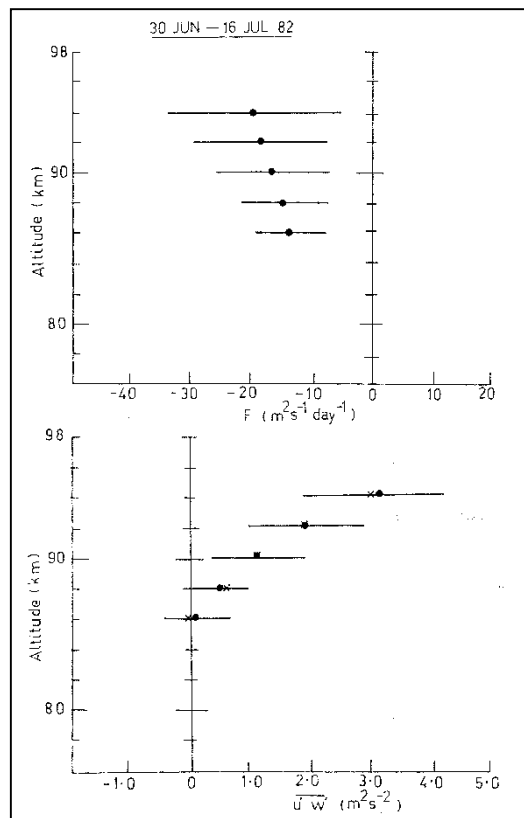 30 JUN — 16 JUL 82
98
90
80
Altitude (km)
-40 -30 -20 -10 0 10 20
F (m²s⁻¹ day⁻¹)
98
90
80
Altitude (km)
-1·0 0 1·0 2·0 3·0 4·0 5·0
u'w' (m²s⁻²)